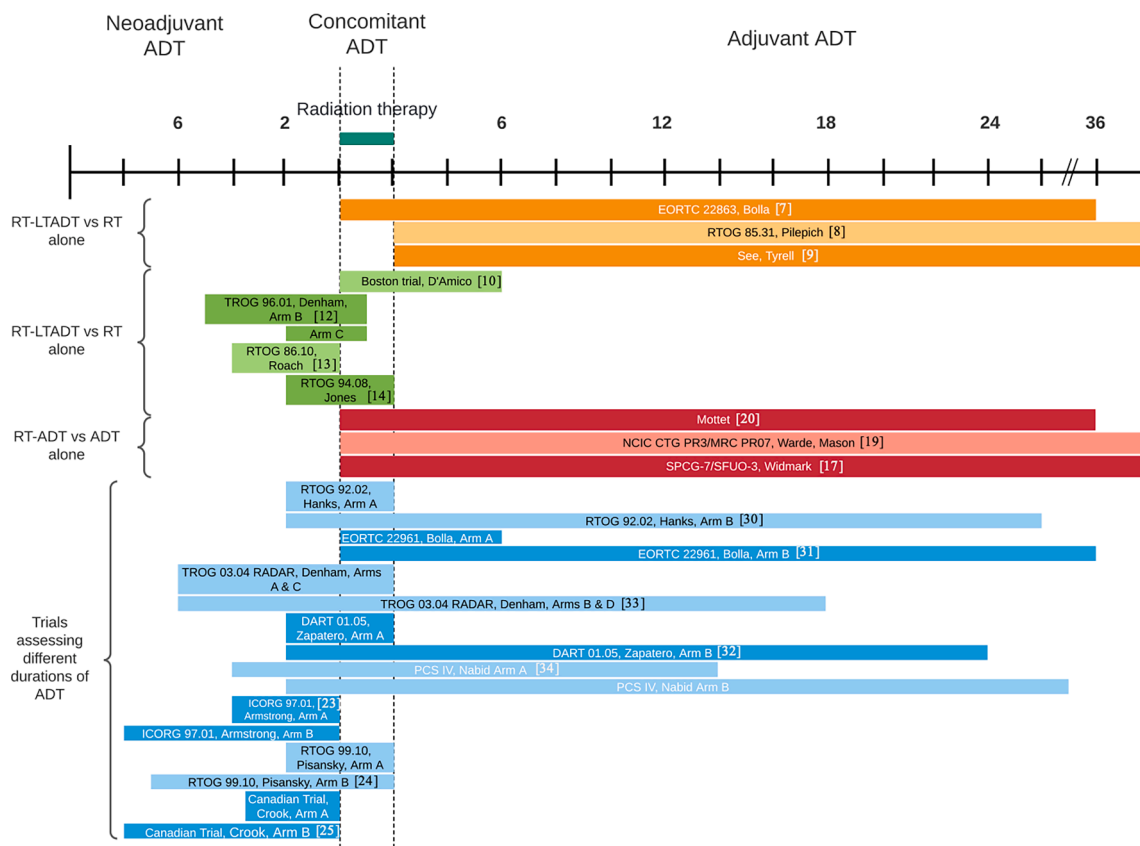 Neoadjuvant
ADT
Concomitant
ADT
Adjuvant ADT
Radiation therapy
6
2
6
12
18
24
36
RT-LTADT vs RT
alone
EORTC 22863, Bolla [7]
RTOG 85.31, Pilepich [8]
See, Tyrell [9]
RT-LTADT vs RT
alone
Boston trial, D'Amico [10]
TROG 96.01, Denham,
Arm B [12]
Arm C
RTOG 86.10,
Roach [13]
RTOG 94.08,
Jones [14]
RT-ADT vs ADT
alone
Mottet [20]
NCIC CTG PR3/MRC PR07, Warde, Mason [19]
SPCG-7/SFUO-3, Widmark [17]
Trials
assessing
different
durations of
ADT
RTOG 92.02,
Hanks, Arm A
RTOG 92.02, Hanks, Arm B [30]
EORTC 22961, Bolla, Arm A
EORTC 22961, Bolla, Arm B [31]
TROG 03.04 RADAR, Denham, Arms
A & C
TROG 03.04 RADAR, Denham, Arms B & D [33]
DART 01.05,
Zapatero, Arm A
DART 01.05, Zapatero, Arm B [32]
PCS IV, Nabid Arm A [34]
PCS IV, Nabid Arm B
ICORG 97.01, [23]
Armstrong, Arm A
ICORG 97.01, Armstrong, Arm B
RTOG 99.10,
Pisansky, Arm A
RTOG 99.10, Pisansky, Arm B [24]
Canadian Trial,
Crook, Arm A
Canadian Trial, Crook, Arm B [25]